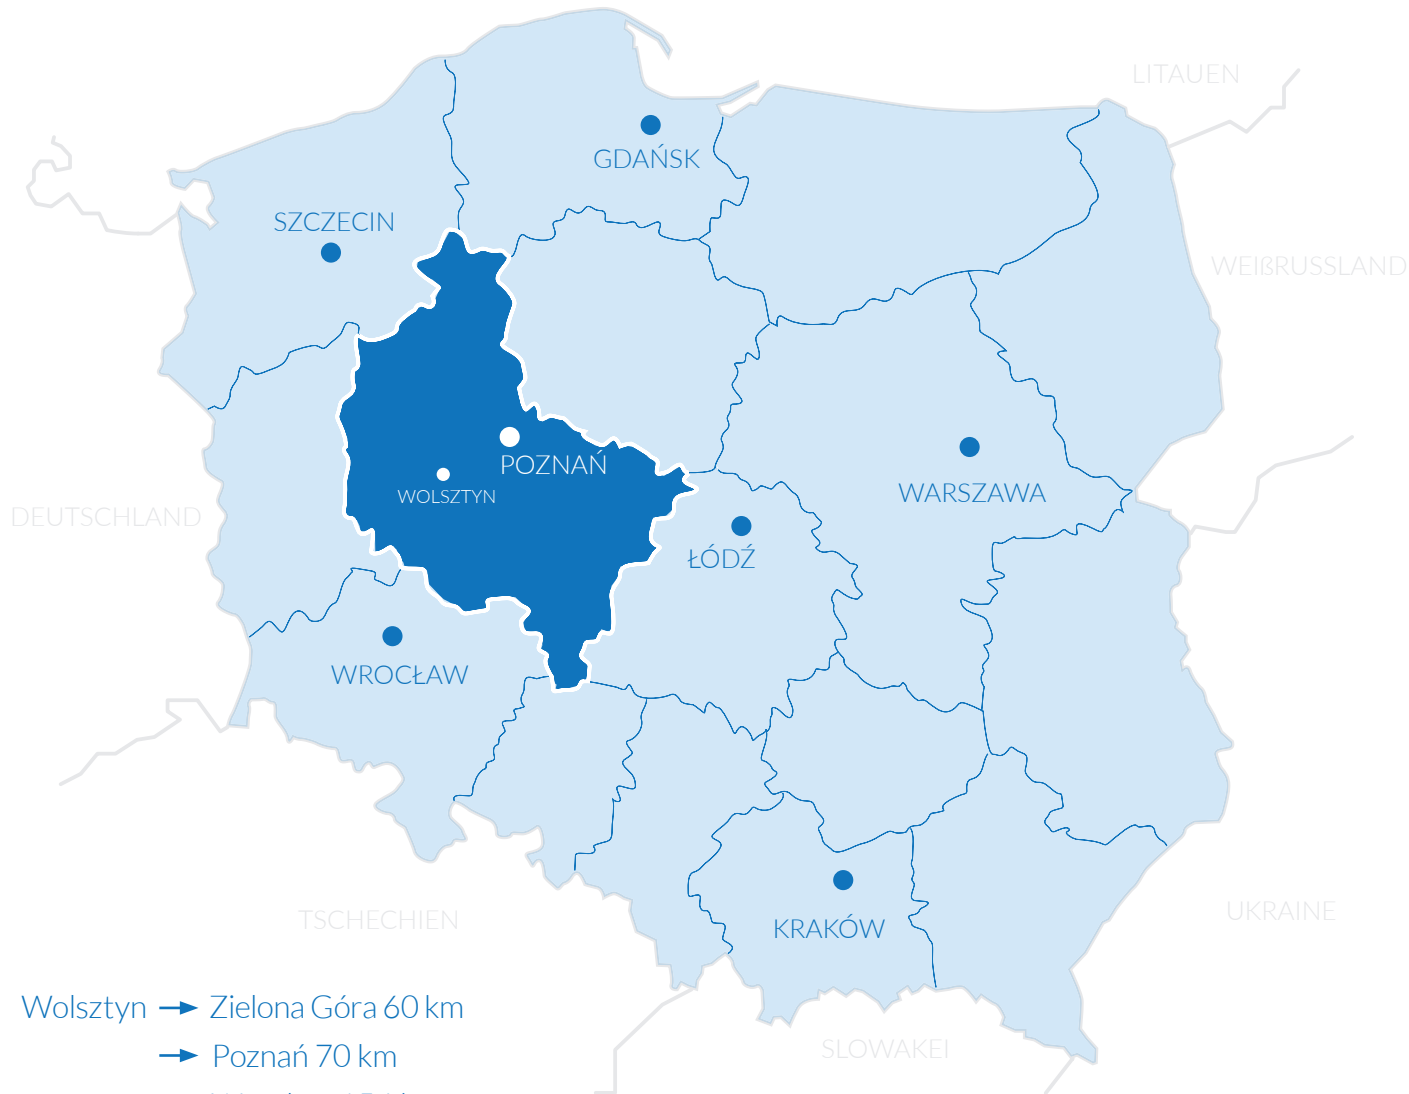 LITAUEN
GDAŃSK
SZCZECIN
WEIßRUSSLAND
POZNAŃ
WOLSZTYN
WARSZAWA
DEUTSCHLAND
ŁÓDŹ
WROCŁAW
TSCHECHIEN
UKRAINE
KRAKÓW
Wolsztyn → Zielona Góra 60 km
→ Poznań 70 km
SLOWAKEI